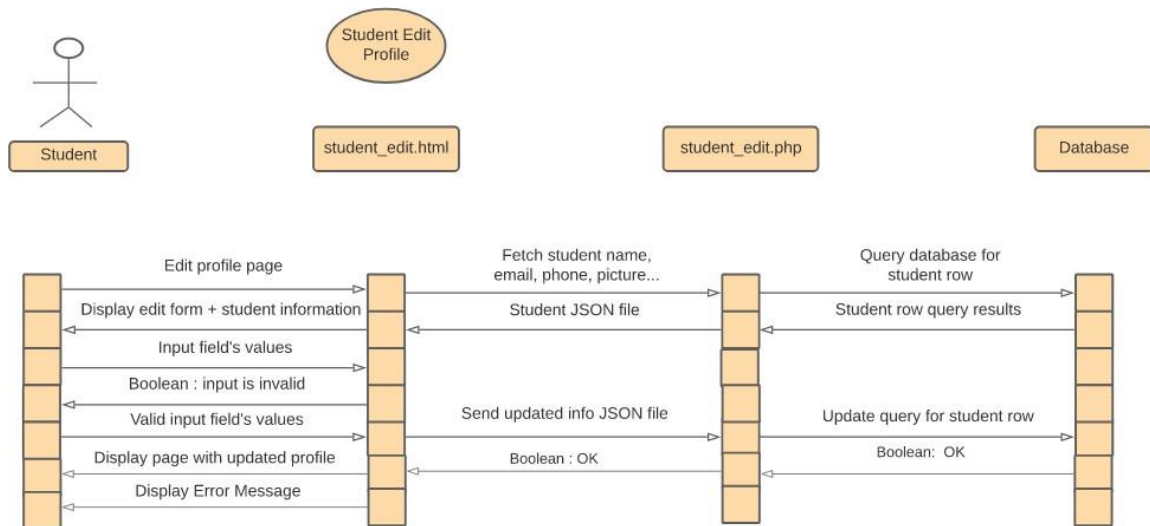 Student Edit
Profile
Student
student_edit.html
student_edit.php
Database
Edit profile page
Fetch student name,
email, phone, picture...
Query database for
student row
Display edit form + student information
Student JSON file
Student row query results
Input field's values
Boolean : input is invalid
Valid input field's values
Send updated info JSON file
Update query for student row
Display page with updated profile
Boolean : OK
Boolean: OK
Display Error Message